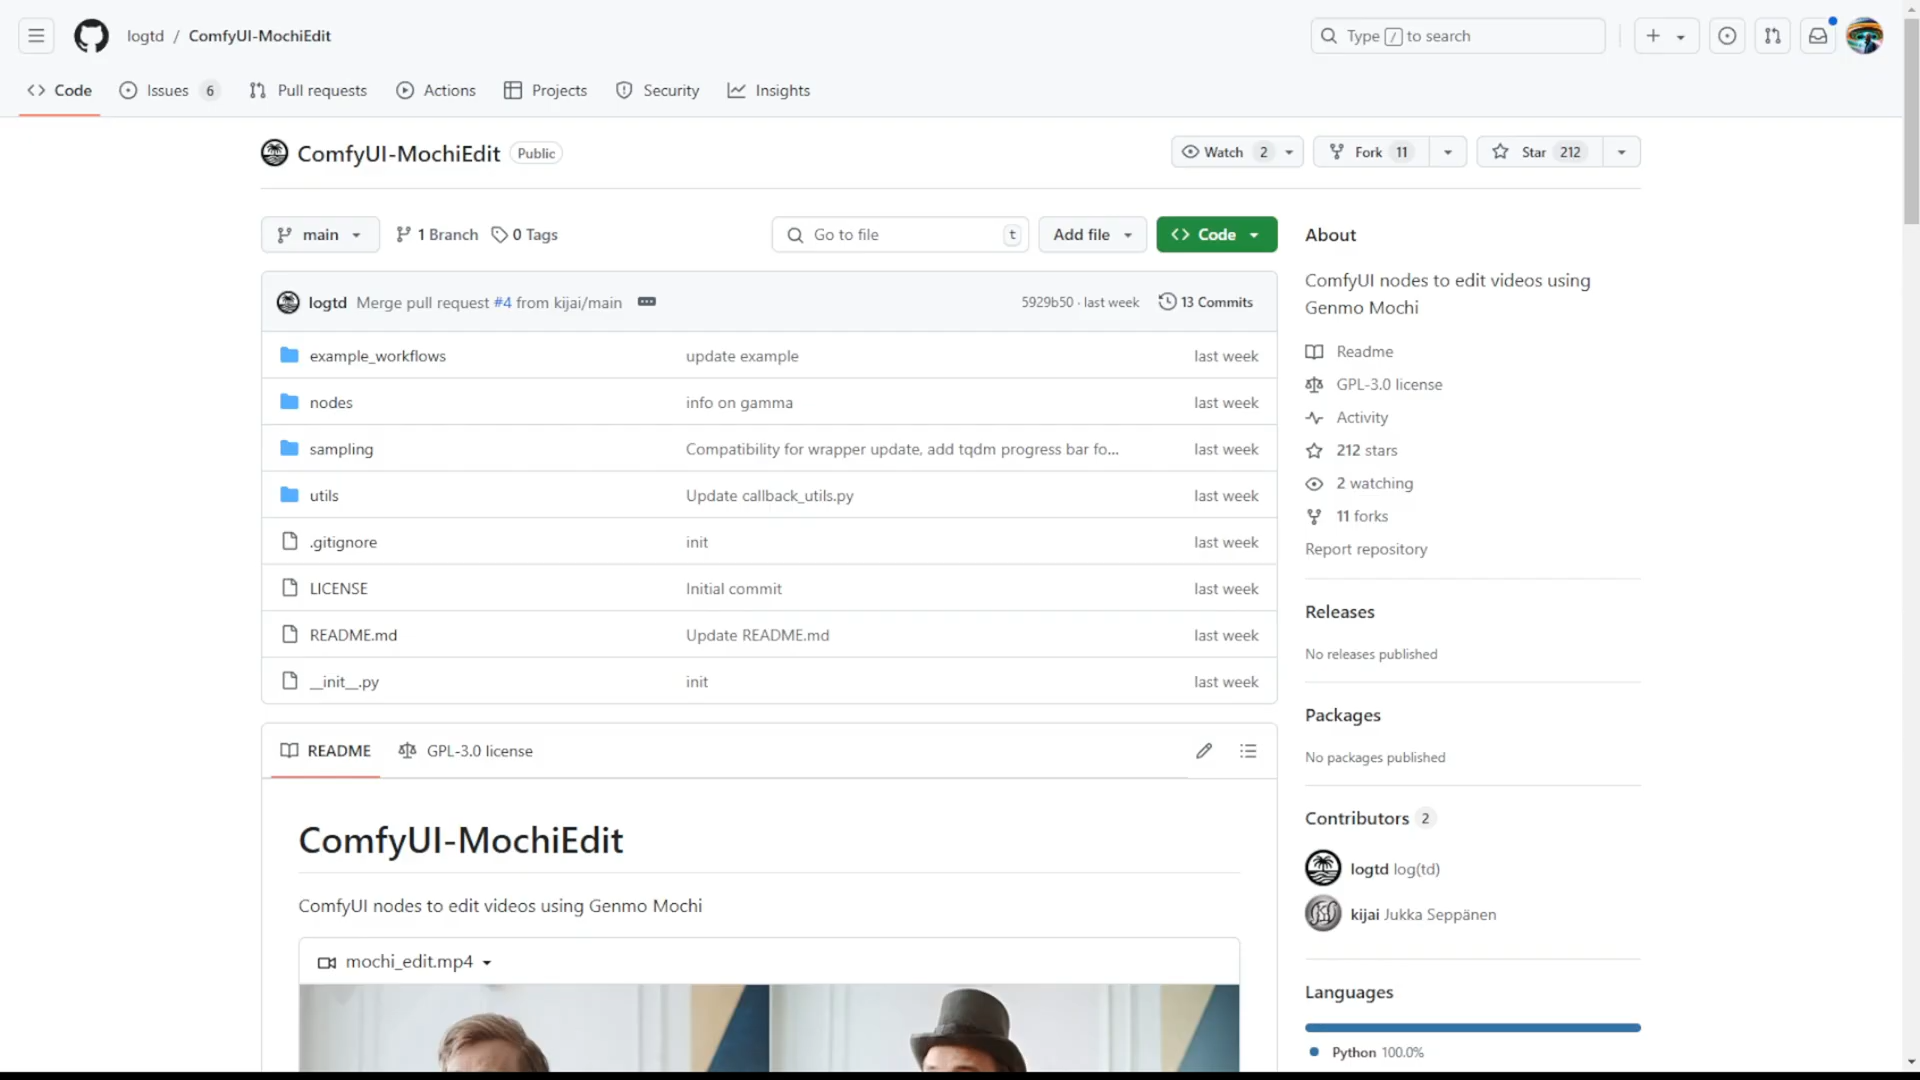 logtd / ComfyUI-MochiEdit
Type / to search
Code
Issues 6
Pull requests
Actions
Projects
Security
Insights
ComfyUI-MochiEdit Public
Watch 2
Fork 11
Star 212
main
1 Branch
0 Tags
Go to file t
Add file
Code
logtd Merge pull request #4 from kijai/main
5929b50 · last week
13 Commits
example_workflows update example last week
nodes info on gamma last week
sampling Compatibility for wrapper update, add tqdm progress bar fo... last week
utils Update callback_utils.py last week
.gitignore init last week
LICENSE Initial commit last week
README.md Update README.md last week
__init__.py init last week
README
GPL-3.0 license
ComfyUI-MochiEdit
ComfyUI nodes to edit videos using Genmo Mochi
mochi_edit.mp4
About
ComfyUI nodes to edit videos using
Genmo Mochi
Readme
GPL-3.0 license
Activity
212 stars
2 watching
11 forks
Report repository
Releases
No releases published
Packages
No packages published
Contributors 2
logtd log(td)
kijai Jukka Seppänen
Languages
Python 100.0%